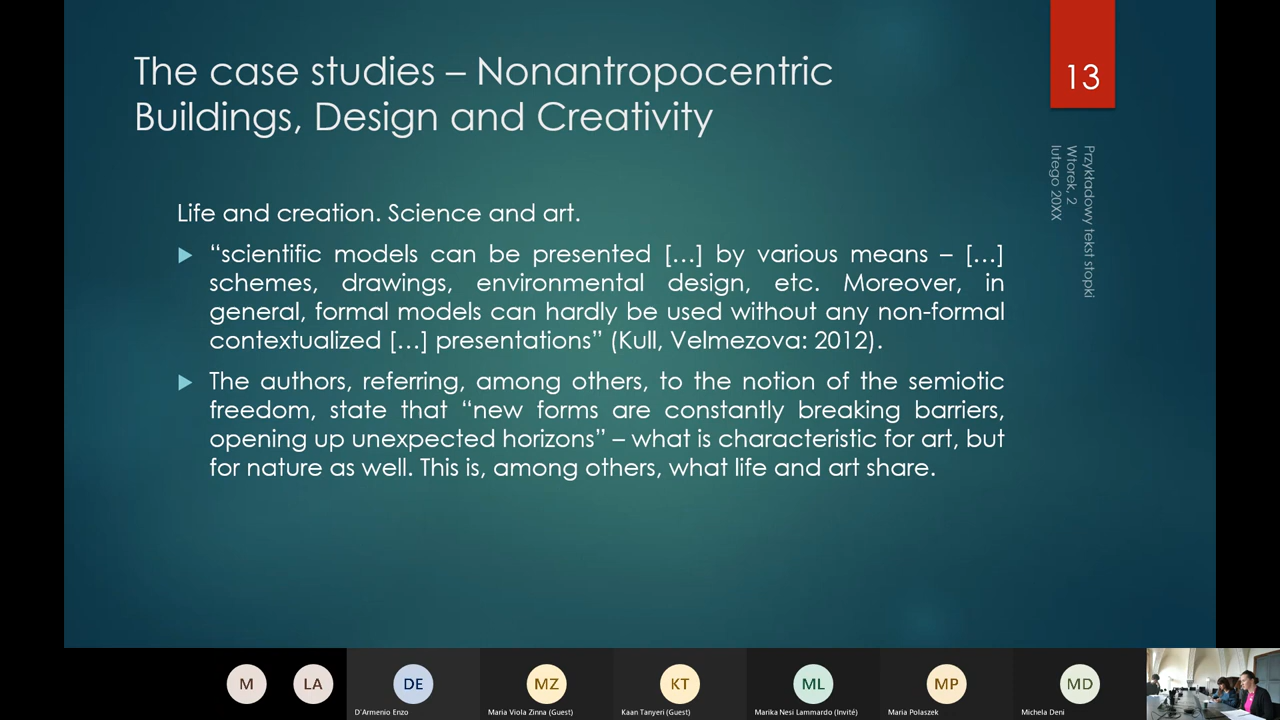 The case studies – Nonantropocentric
Buildings, Design and Creativity
13
Przykładowy tekst stopki
Wtorek, 2
lutego 20XX
Life and creation. Science and art.
“scientific models can be presented […] by various means – […]
schemes, drawings, environmental design, etc. Moreover, in
general, formal models can hardly be used without any non-formal
contextualized […] presentations” (Kull, Velmezova: 2012).
The authors, referring, among others, to the notion of the semiotic
freedom, state that “new forms are constantly breaking barriers,
opening up unexpected horizons” – what is characteristic for art, but
for nature as well. This is, among others, what life and art share.
M
LA
DE
MZ
KT
ML
MP
MD
D'Armenio Enzo
Maria Viola Zinna (Guest)
Kaan Tanyeri (Guest)
Marika Nesi Lammardo (Invité)
Maria Polaszek
Michela Deni